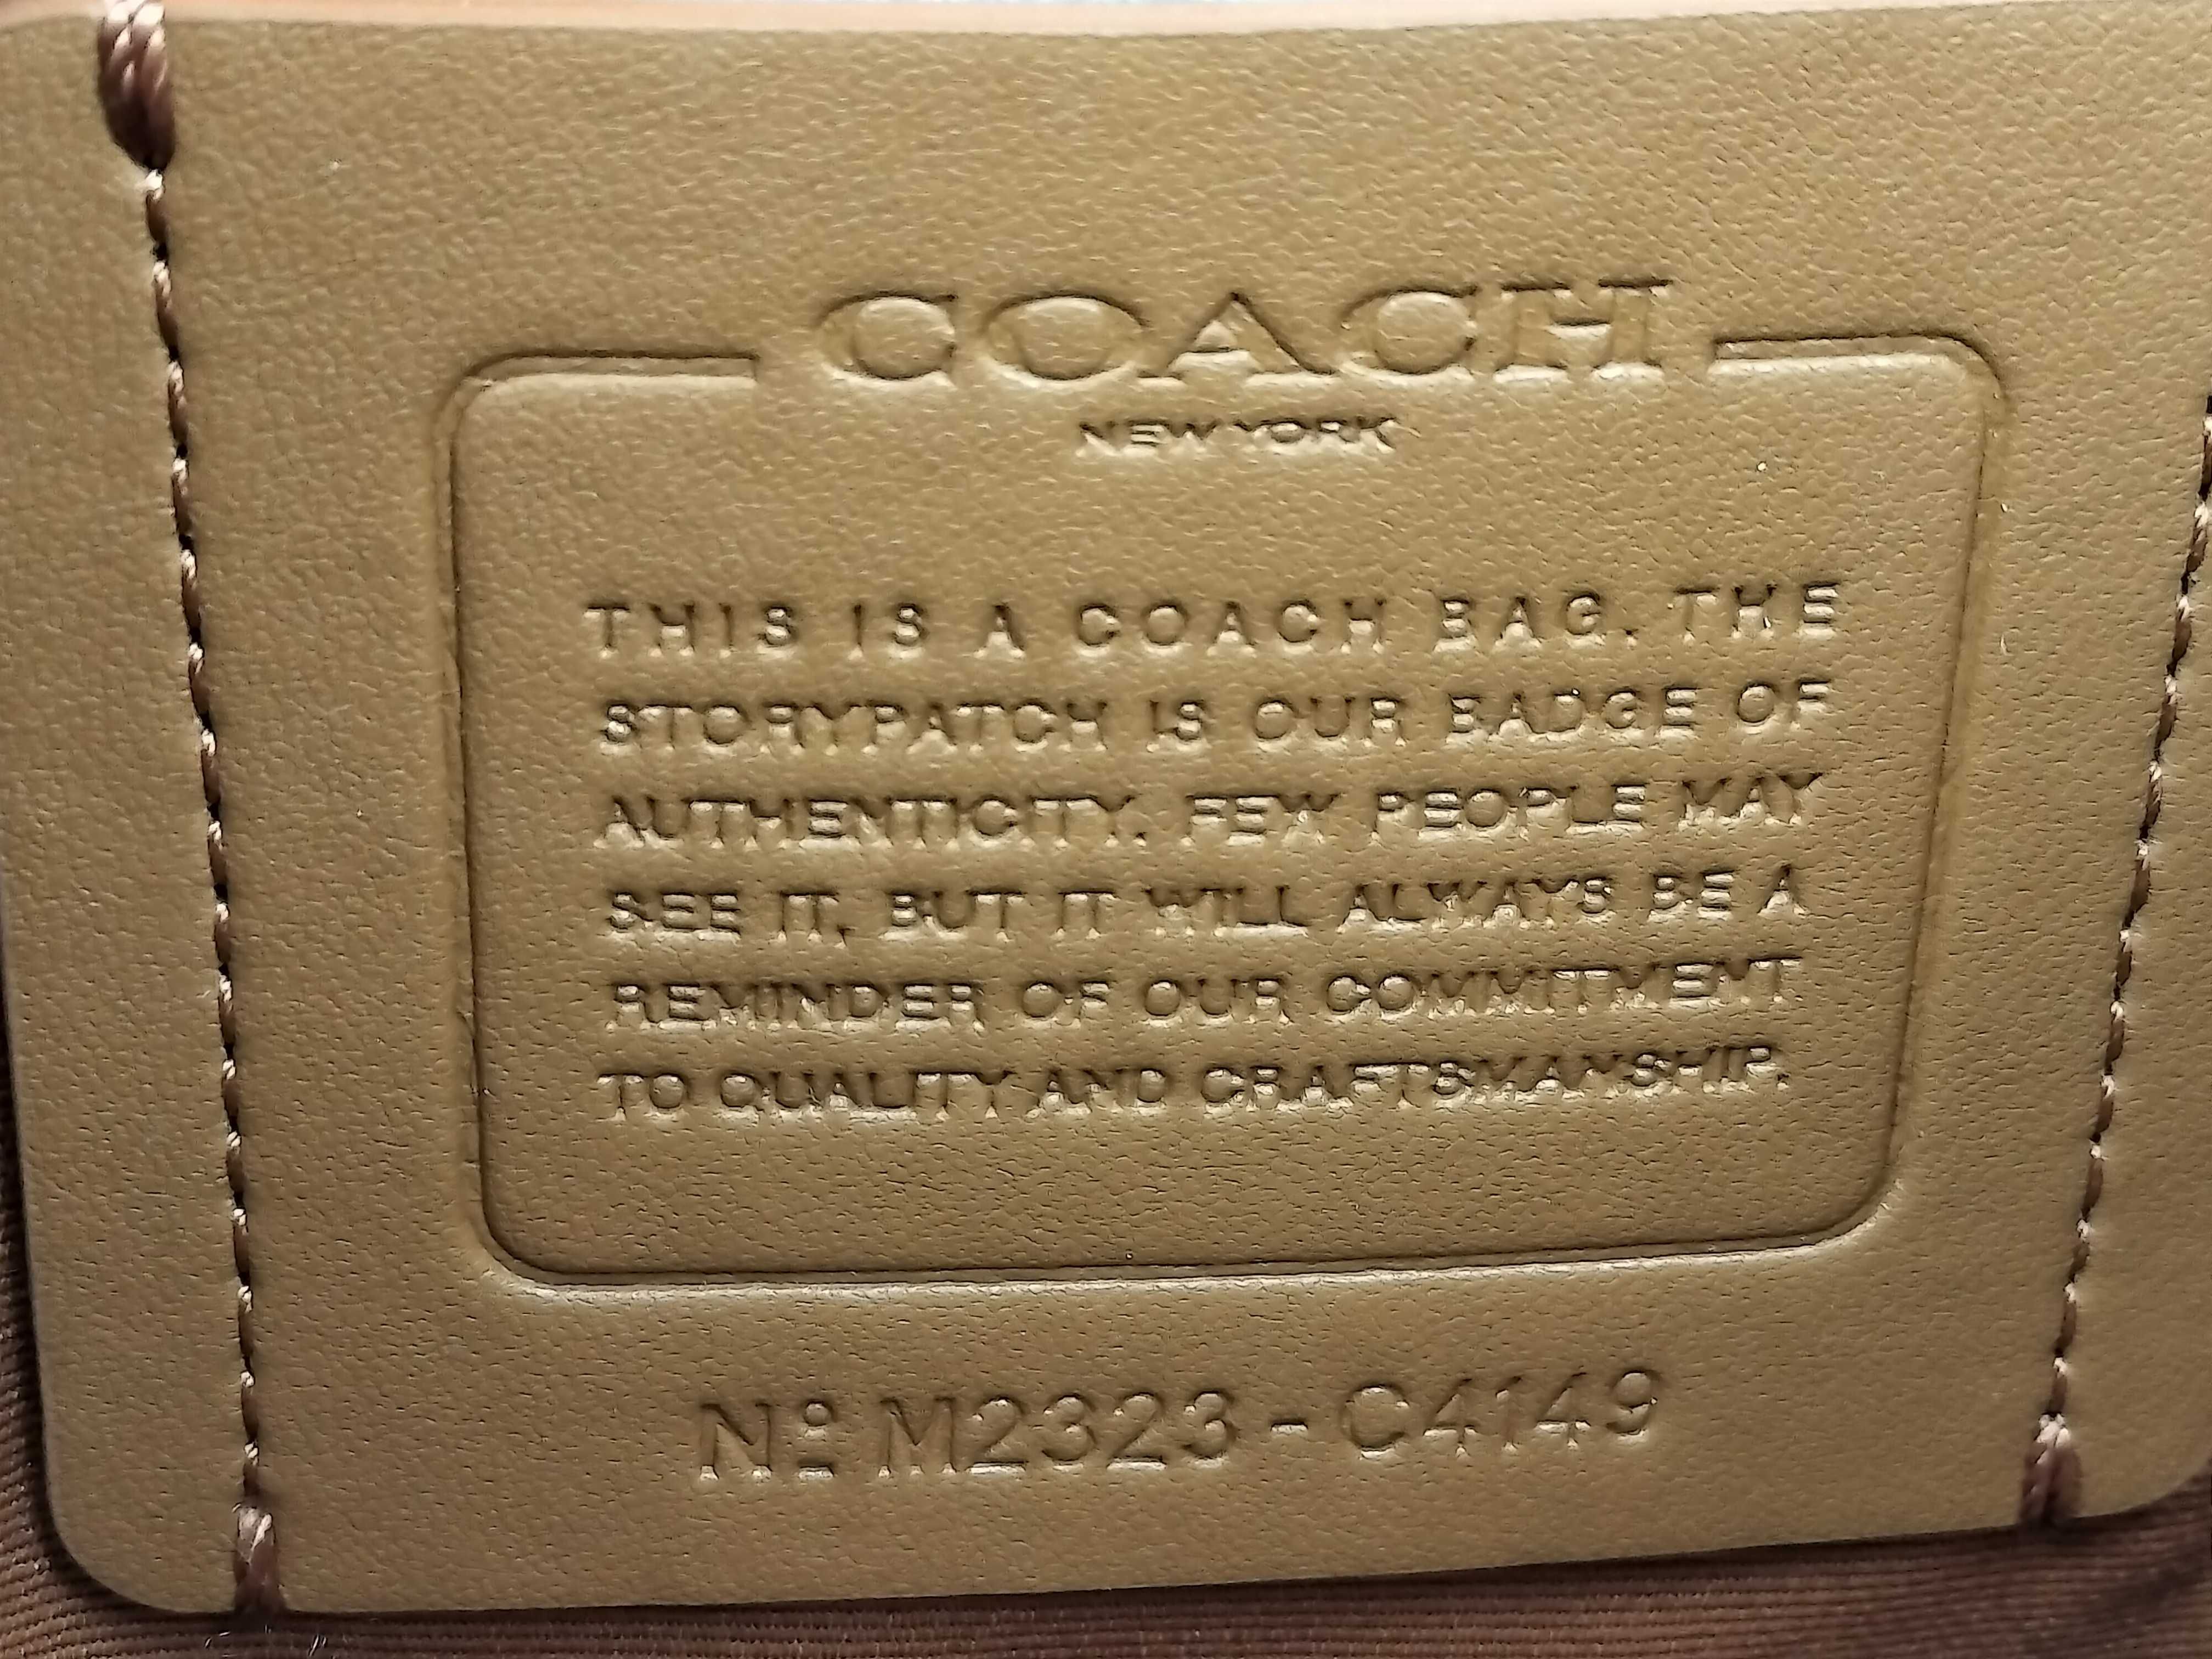 COACH
NEW YORK
THIS IS A COACH BAG. THE
STORYPATCH IS OUR BADGE OF
AUTHENTICITY. FEW PEOPLE MAY
SEE IT, BUT IT WILL ALWAYS BE A
REMINDER OF OUR COMMITMENT
TO QUALITY AND CRAFTSMANSHIP.
Nº M2323 - C4149